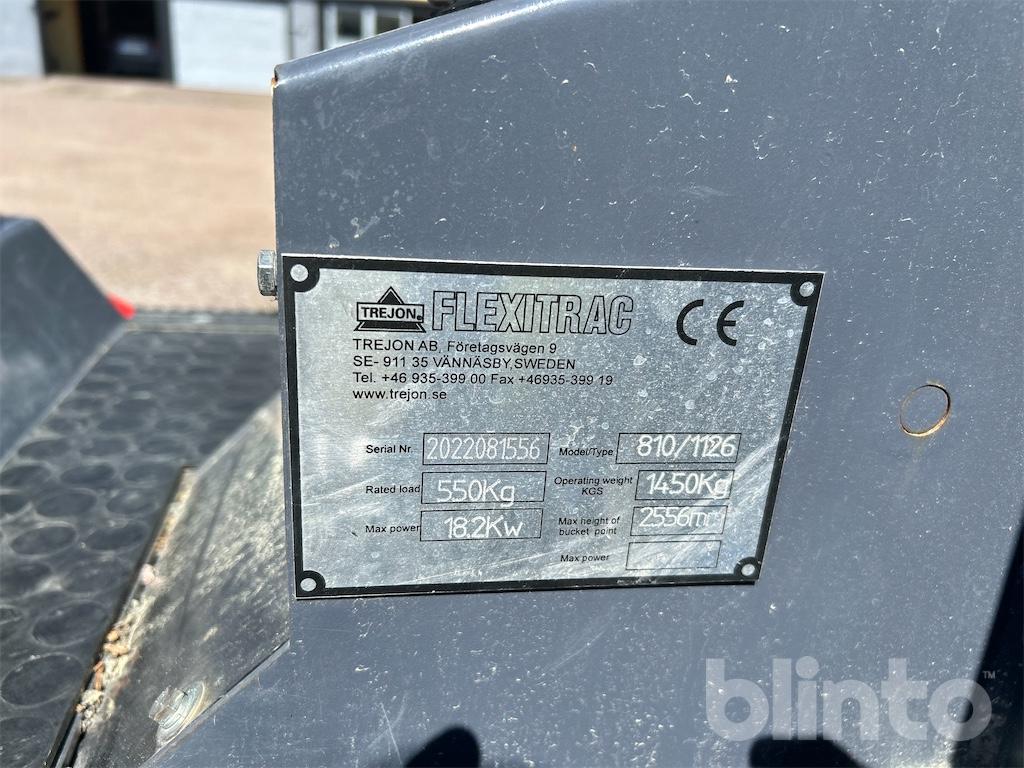 TREJON FLEXITRAC CE
TREJON AB, Företagsvägen 9
SE- 911 35 VÄNNÄSBY,SWEDEN
Tel. +46 935-399 00 Fax +46935-399 19
www.trejon.se
Serial Nr. 2022081556 Model/Type 810/1126
Rated load 550Kg Operating weight KGS 1450Kg
Max power 18.2Kw Max height of bucket point 2556mm
Max power
blinto™